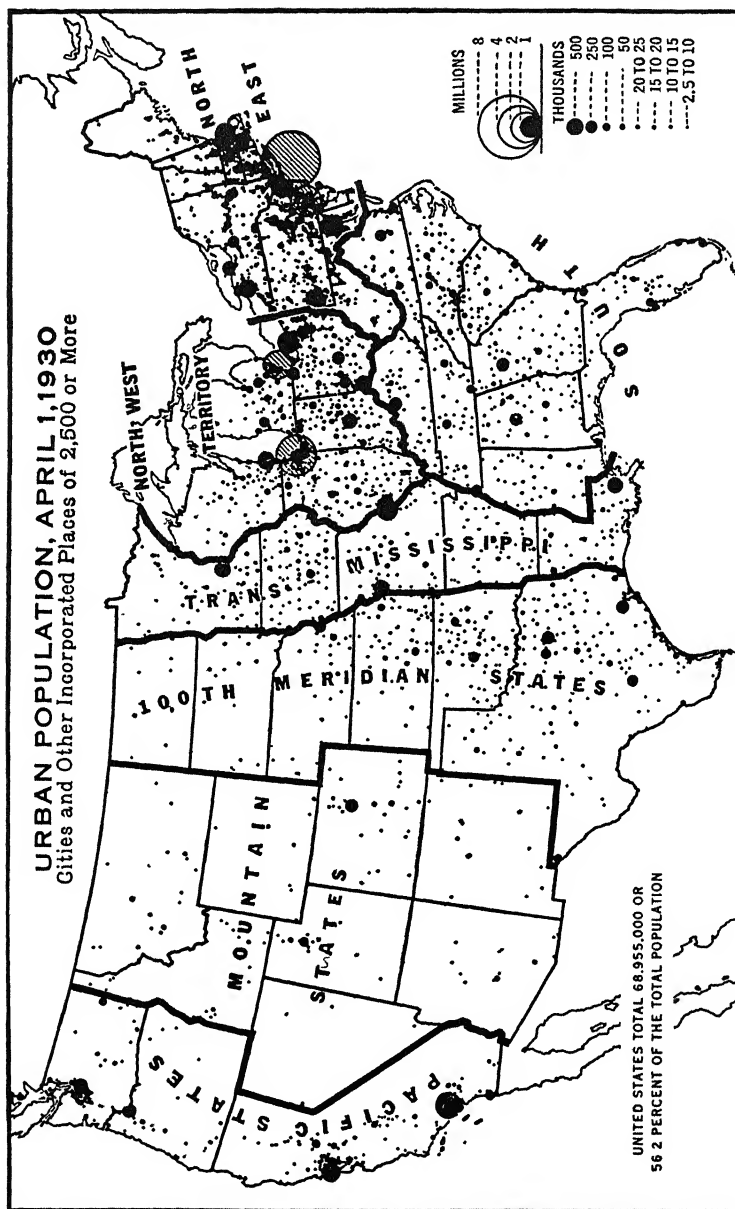 URBAN POPULATION, APRIL 1, 1930
Cities and Other Incorporated Places of 2,500 or More
NORTH EAST
NORTH, WEST
TERRITORY
TRANS MISSISSIPPI
100TH MERIDIAN STATES
MOUNTAIN
STATES
PACIFIC STATES
SOUTH
MILLIONS
8
4
2
1
THOUSANDS
500
250
100
50
20 TO 25
15 TO 20
10 TO 15
2.5 TO 10
UNITED STATES TOTAL 68,955,000 OR
56 2 PERCENT OF THE TOTAL POPULATION